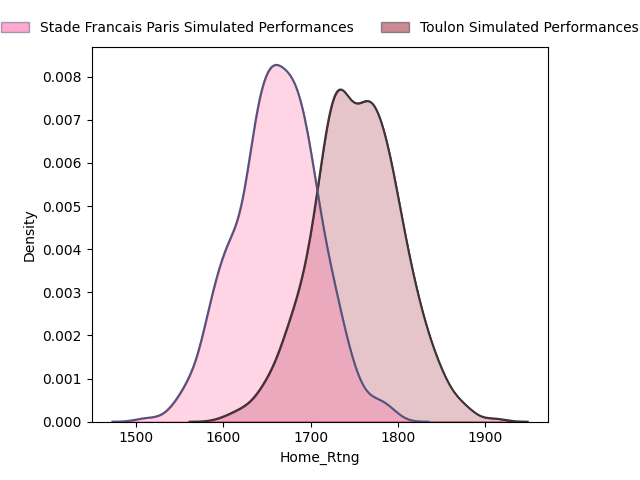 Stade Francais Paris Simulated Performances Toulon Simulated Performances
0.008
0.007
0.006
0.005
0.004
0.003
0.002
0.001
0.000
Density
1500 1600 1700 1800 1900
Home_Rtng